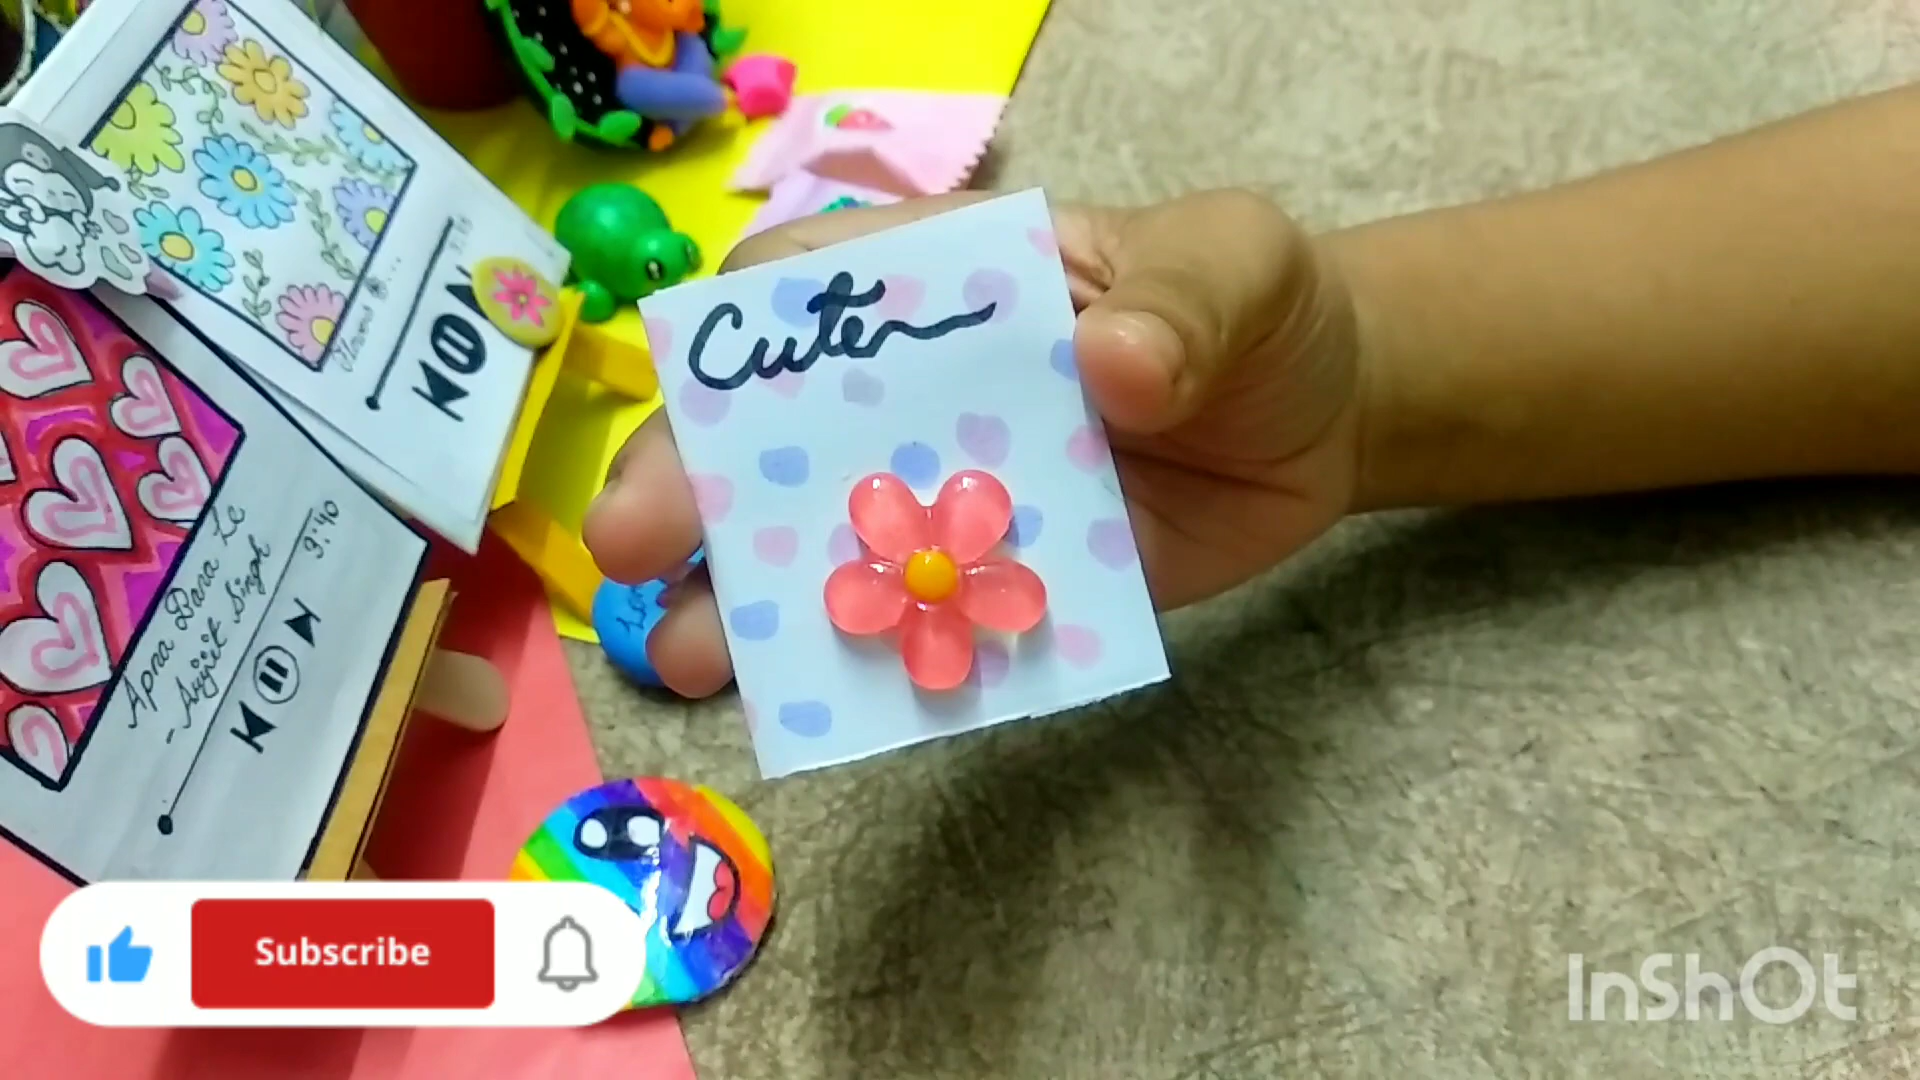 Cute
Apna Bana Le
- Arijit Singh
3:40
Subscribe
InShOt